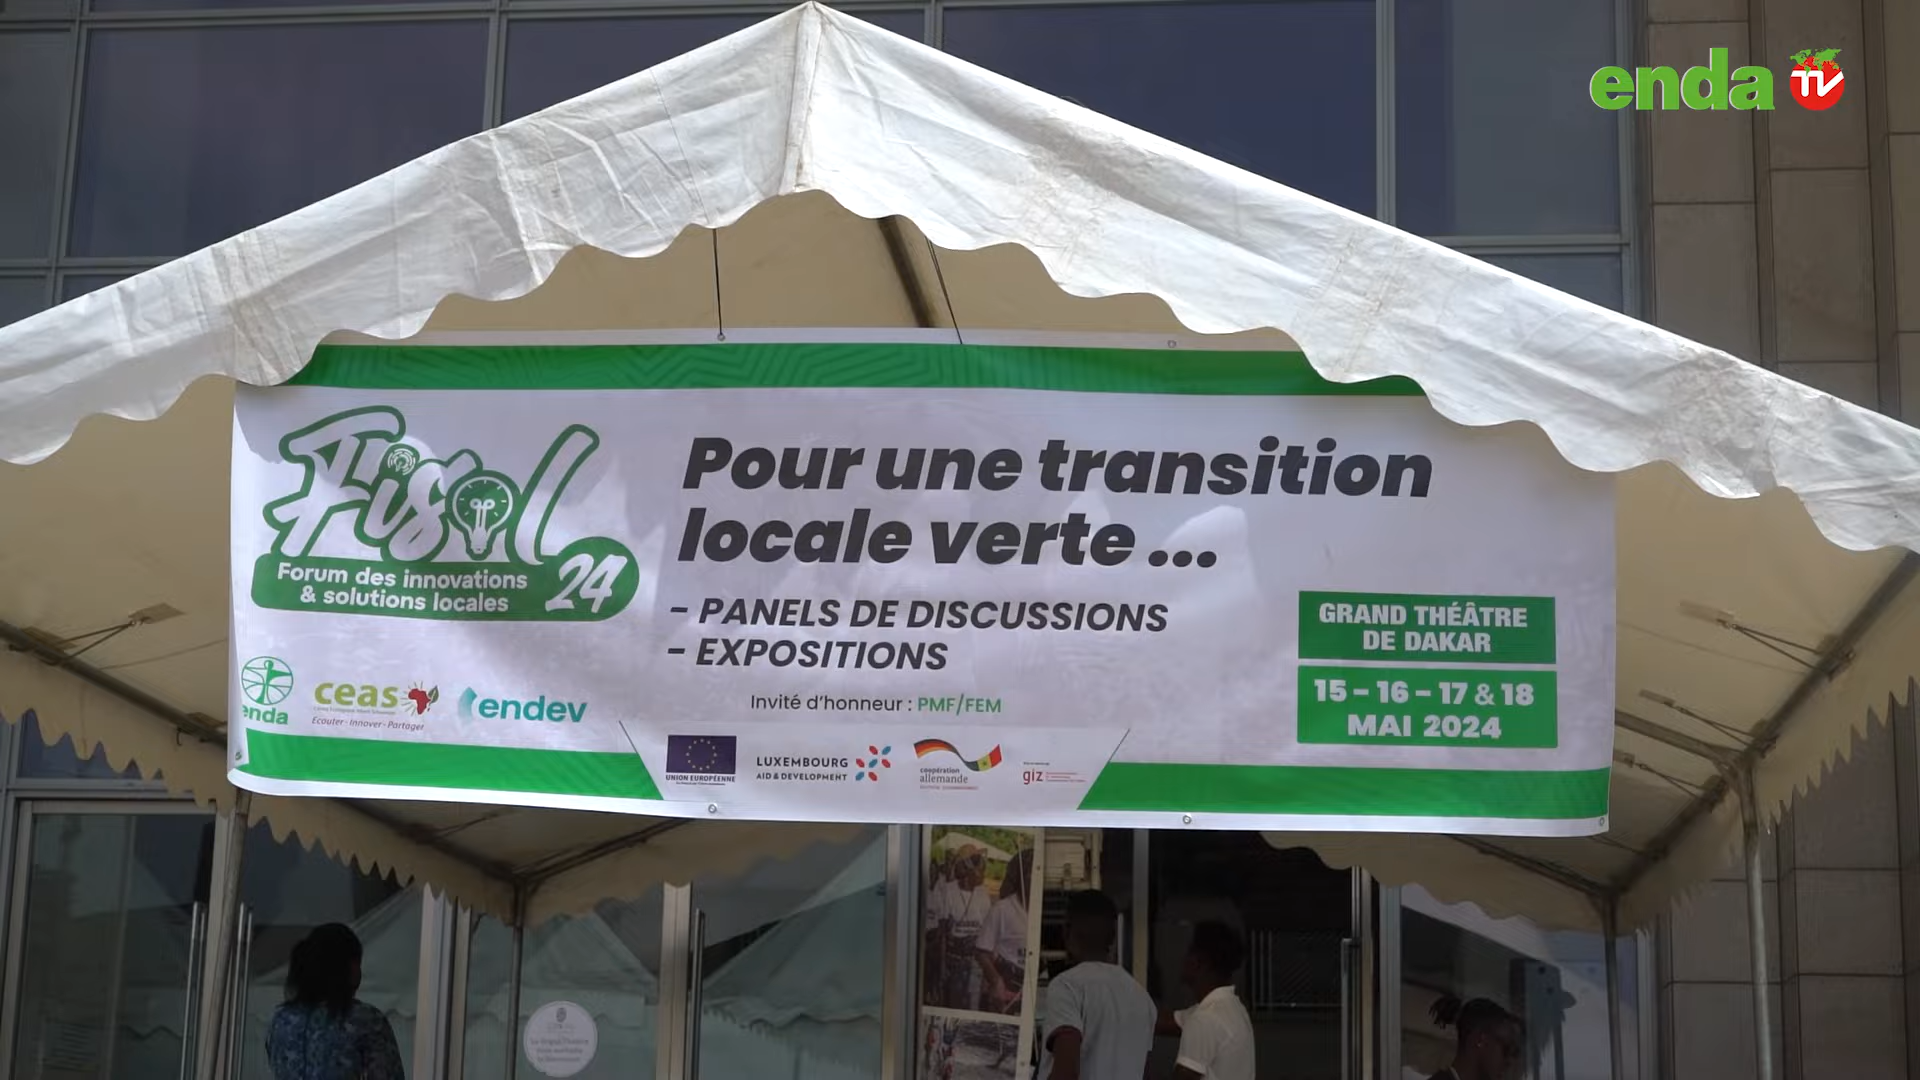 enda TV
Fisol 24
Forum des innovations
& solutions locales
Pour une transition
locale verte ...
- PANELS DE DISCUSSIONS
- EXPOSITIONS
Invité d'honneur : PMF/FEM
GRAND THÉÂTRE
DE DAKAR
15 - 16 - 17 & 18
MAI 2024
enda
ceas
Ecouter - Innover - Partager
endev
UNION EUROPÉENNE
LUXEMBOURG
AID & DEVELOPMENT
coopération
allemande
giz